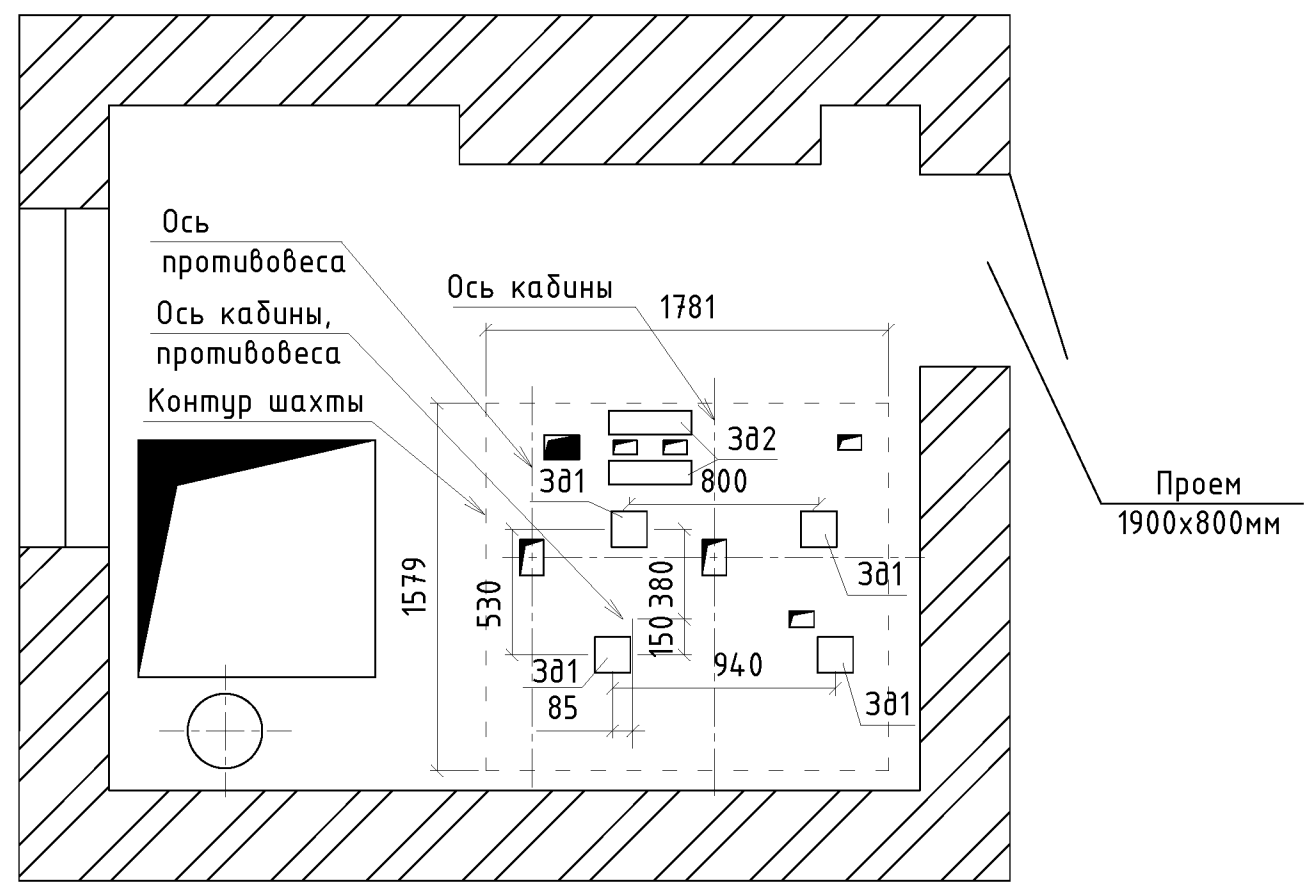 Ось
противовеса
Ось кабины,
противовеса
Контур шахты
Ось кабины
1781
Зд2
Зд1
800
Проем
1900х800мм
1579
530
380
Зд1
150
Зд1
940
85
Зд1